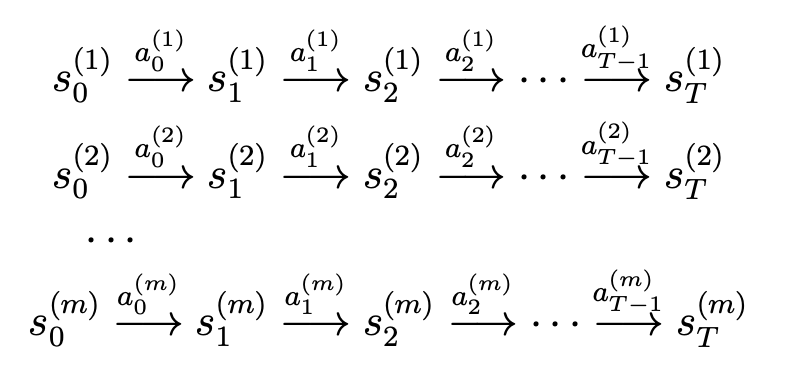 $s_0^{(1)} \xrightarrow{a_0^{(1)}} s_1^{(1)} \xrightarrow{a_1^{(1)}} s_2^{(1)} \xrightarrow{a_2^{(1)}} \cdots \xrightarrow{a_{T-1}^{(1)}} s_T^{(1)}$
$s_0^{(2)} \xrightarrow{a_0^{(2)}} s_1^{(2)} \xrightarrow{a_1^{(2)}} s_2^{(2)} \xrightarrow{a_2^{(2)}} \cdots \xrightarrow{a_{T-1}^{(2)}} s_T^{(2)}$
$\cdots$
$s_0^{(m)} \xrightarrow{a_0^{(m)}} s_1^{(m)} \xrightarrow{a_1^{(m)}} s_2^{(m)} \xrightarrow{a_2^{(m)}} \cdots \xrightarrow{a_{T-1}^{(m)}} s_T^{(m)}$